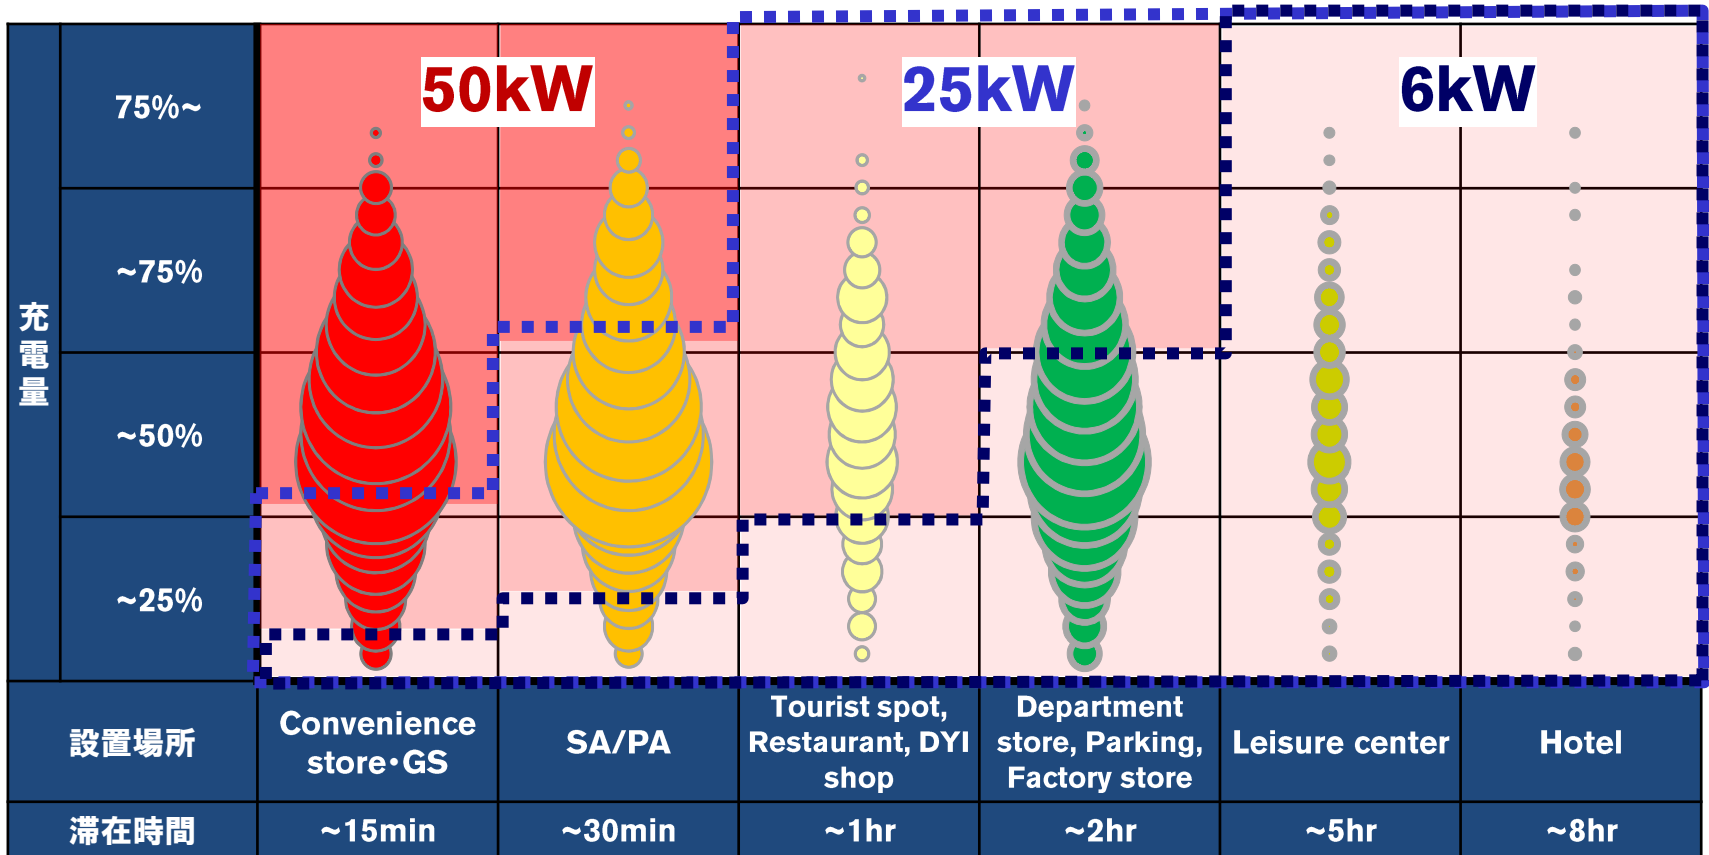 50kW
25kW
6kW
75%~
~75%
~50%
~25%
充
電
量
設置場所
Convenience
store・GS
SA/PA
Tourist spot,
Restaurant, DYI
shop
Department
store, Parking,
Factory store
Leisure center
Hotel
滞在時間
~15min
~30min
~1hr
~2hr
~5hr
~8hr